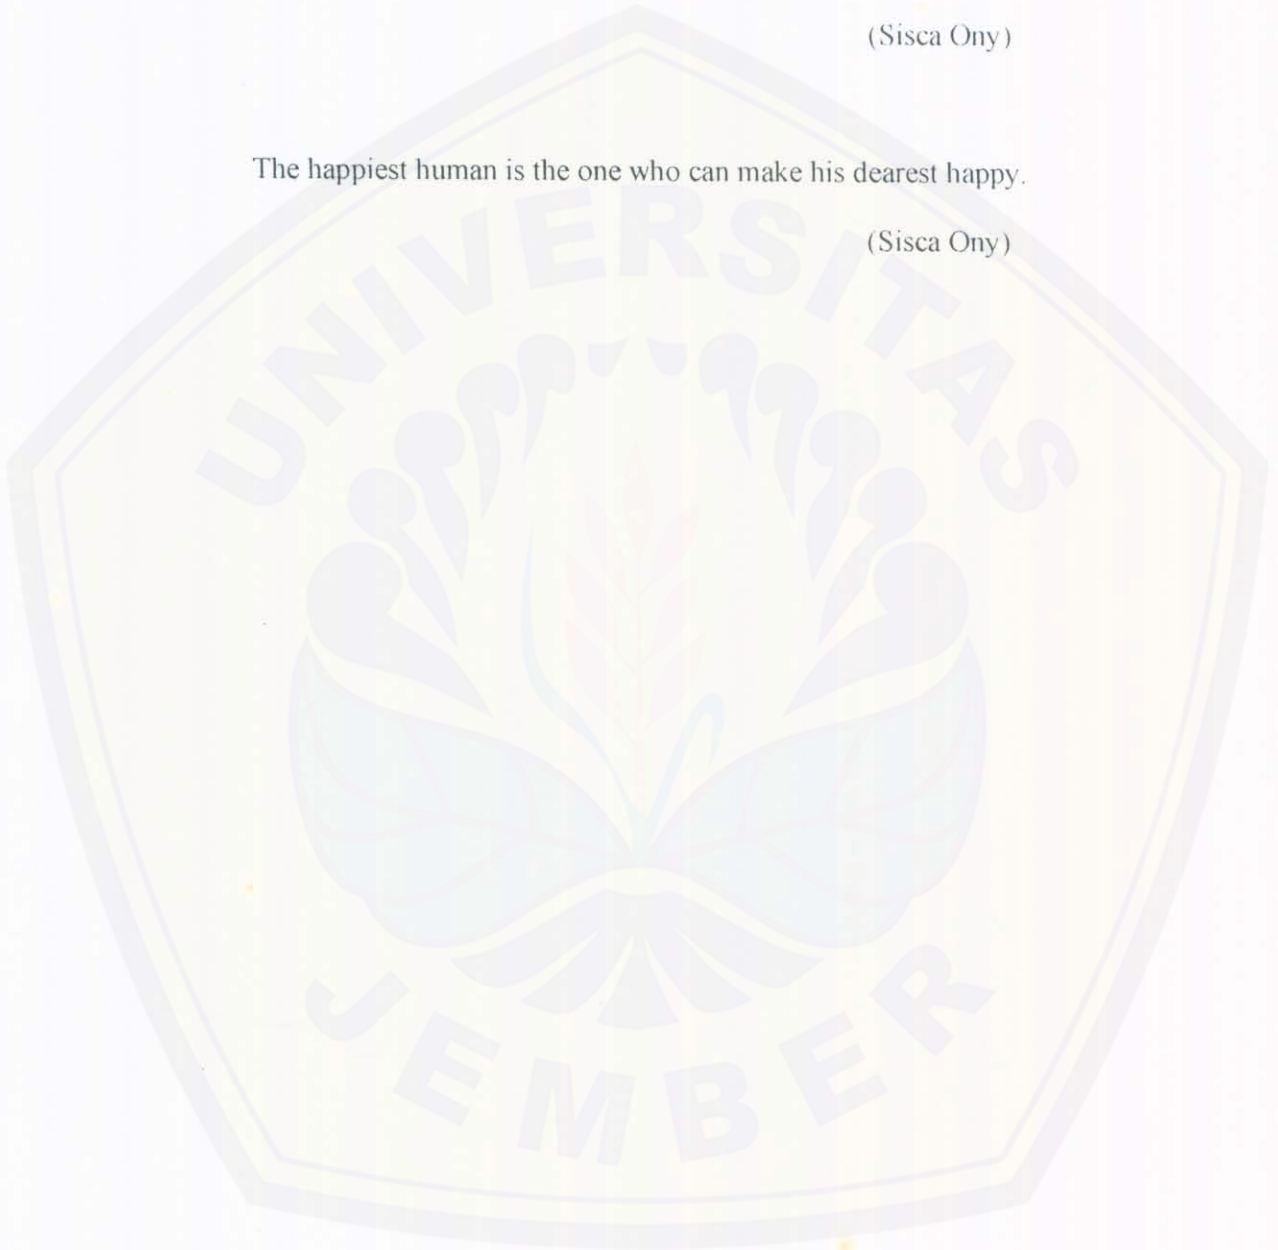 (Sisca Ony)
The happiest human is the one who can make his dearest happy.
(Sisca Ony)
UNIVERSITAS
JEMBER